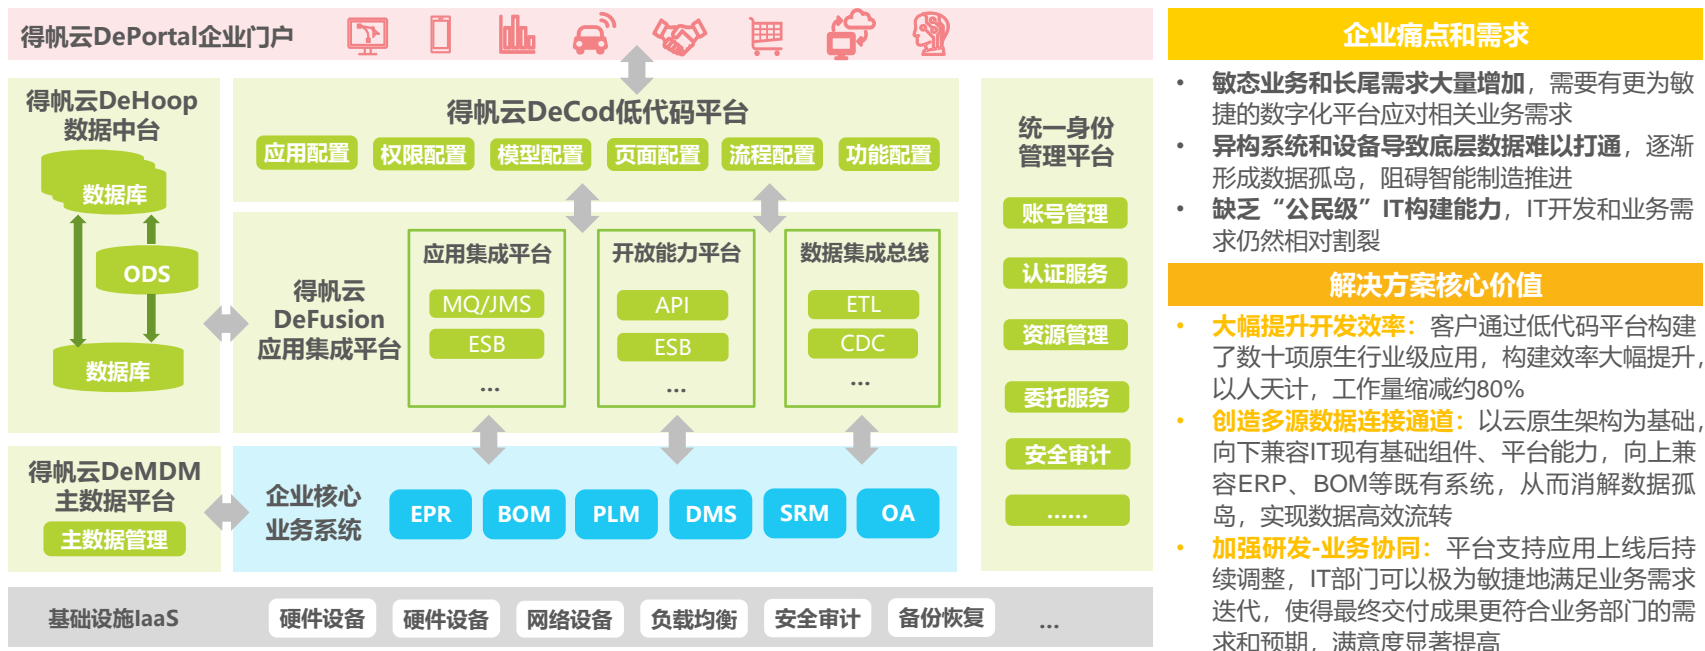 得帆云DePortal企业门户
得帆云DeHoop
数据中台
数据库
ODS
数据库
得帆云DeCod低代码平台
应用配置
权限配置
模型配置
页面配置
流程配置
功能配置
得帆云
DeFusion
应用集成平台
应用集成平台
MQ/JMS
ESB
...
开放能力平台
API
ESB
...
数据集成总线
ETL
CDC
...
统一身份
管理平台
账号管理
认证服务
资源管理
委托服务
安全审计
......
得帆云DeMDM
主数据平台
主数据管理
企业核心
业务系统
EPR
BOM
PLM
DMS
SRM
OA
基础设施IaaS
硬件设备
硬件设备
网络设备
负载均衡
安全审计
备份恢复
...
企业痛点和需求
• 敏态业务和长尾需求大量增加，需要有更为敏
捷的数字化平台应对相关业务需求
• 异构系统和设备导致底层数据难以打通，逐渐
形成数据孤岛，阻碍智能制造推进
• 缺乏“公民级”IT构建能力，IT开发和业务需
求仍然相对割裂
解决方案核心价值
• 大幅提升开发效率：客户通过低代码平台构建
了数十项原生行业级应用，构建效率大幅提升，
以人天计，工作量缩减约80%
• 创造多源数据连接通道：以云原生架构为基础，
向下兼容IT现有基础组件、平台能力，向上兼
容ERP、BOM等既有系统，从而消解数据孤
岛，实现数据高效流转
• 加强研发-业务协同：平台支持应用上线后持
续调整，IT部门可以极为敏捷地满足业务需求
迭代，使得最终交付成果更符合业务部门的需
求和预期，满意度显著提高